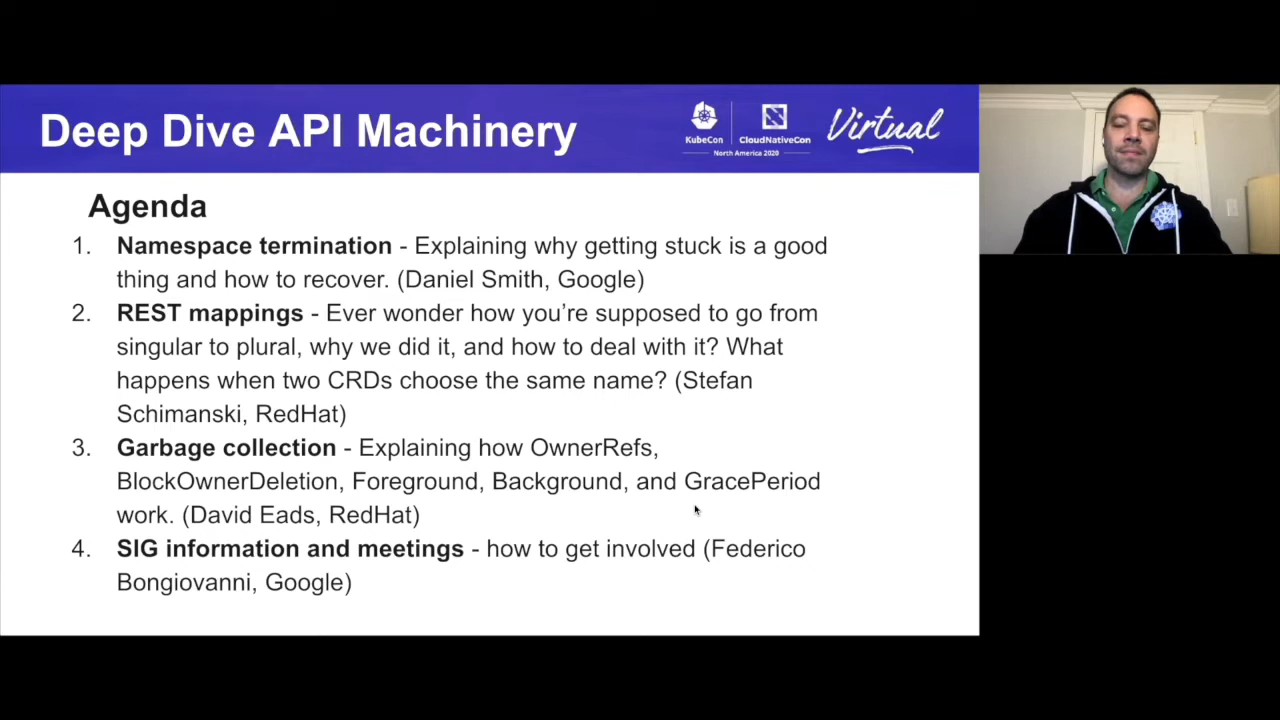 Deep Dive API Machinery
KubeCon
CloudNativeCon
North America 2020
Virtual
Agenda
1. Namespace termination - Explaining why getting stuck is a good
thing and how to recover. (Daniel Smith, Google)
2. REST mappings - Ever wonder how you’re supposed to go from
singular to plural, why we did it, and how to deal with it? What
happens when two CRDs choose the same name? (Stefan
Schimanski, RedHat)
3. Garbage collection - Explaining how OwnerRefs,
BlockOwnerDeletion, Foreground, Background, and GracePeriod
work. (David Eads, RedHat)
4. SIG information and meetings - how to get involved (Federico
Bongiovanni, Google)